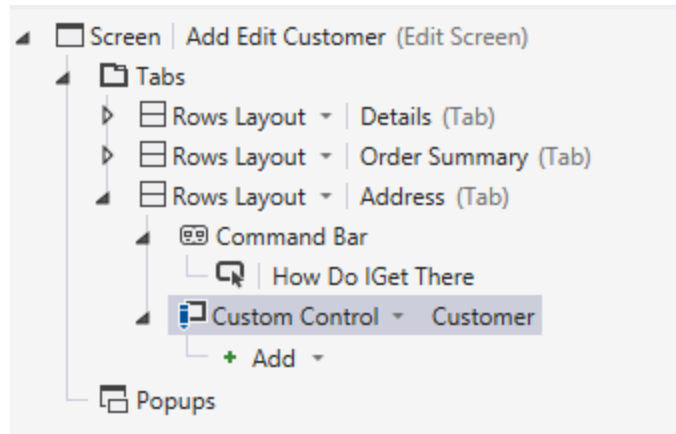 Screen | Add Edit Customer (Edit Screen)
Tabs
Rows Layout | Details (Tab)
Rows Layout | Order Summary (Tab)
Rows Layout | Address (Tab)
Command Bar
How Do IGet There
Custom Control Customer
+ Add
Popups